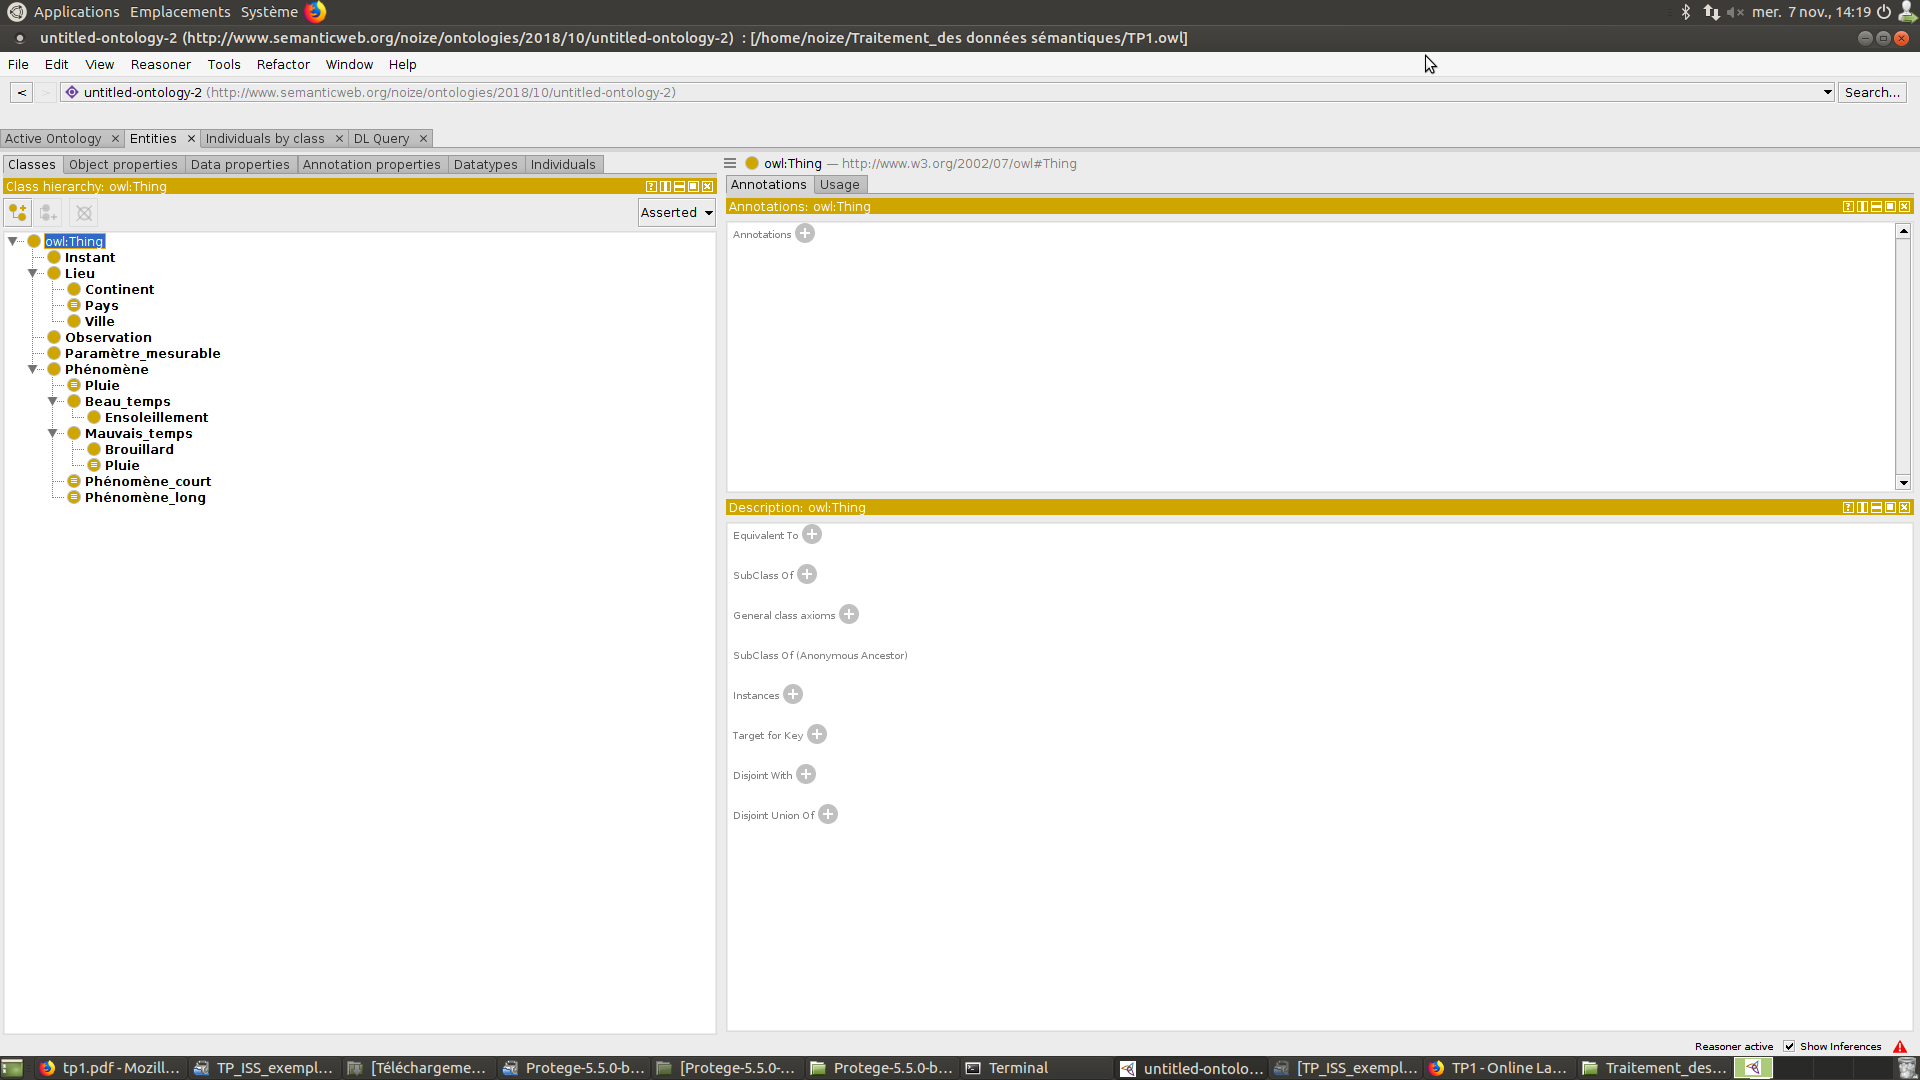 Applications Emplacements Système mer. 7 nov., 14:19
untitled-ontology-2 (http://www.semanticweb.org/noize/ontologies/2018/10/untitled-ontology-2) : [/home/noize/Traitement_des données sémantiques/TP1.owl]
File Edit View Reasoner Tools Refactor Window Help
< > untitled-ontology-2 (http://www.semanticweb.org/noize/ontologies/2018/10/untitled-ontology-2) Search...
Active Ontology × Entities × Individuals by class × DL Query ×
Classes Object properties Data properties Annotation properties Datatypes Individuals
Class hierarchy: owl:Thing
Asserted
owl:Thing
Instant
Lieu
Continent
Pays
Ville
Observation
Paramètre_mesurable
Phénomène
Pluie
Beau_temps
Ensoleillement
Mauvais_temps
Brouillard
Pluie
Phénomène_court
Phénomène_long
owl:Thing — http://www.w3.org/2002/07/owl#Thing
Annotations Usage
Annotations: owl:Thing
Annotations
Description: owl:Thing
Equivalent To
SubClass Of
General class axioms
SubClass Of (Anonymous Ancestor)
Instances
Target for Key
Disjoint With
Disjoint Union Of
Reasoner active Show Inferences
tp1.pdf - Mozill... TP_ISS_exempl... [Téléchargeme... Protege-5.5.0-b... [Protege-5.5.0-... Protege-5.5.0-b... Terminal untitled-ontolo... [TP_ISS_exempl... TP1 - Online La... Traitement_des...